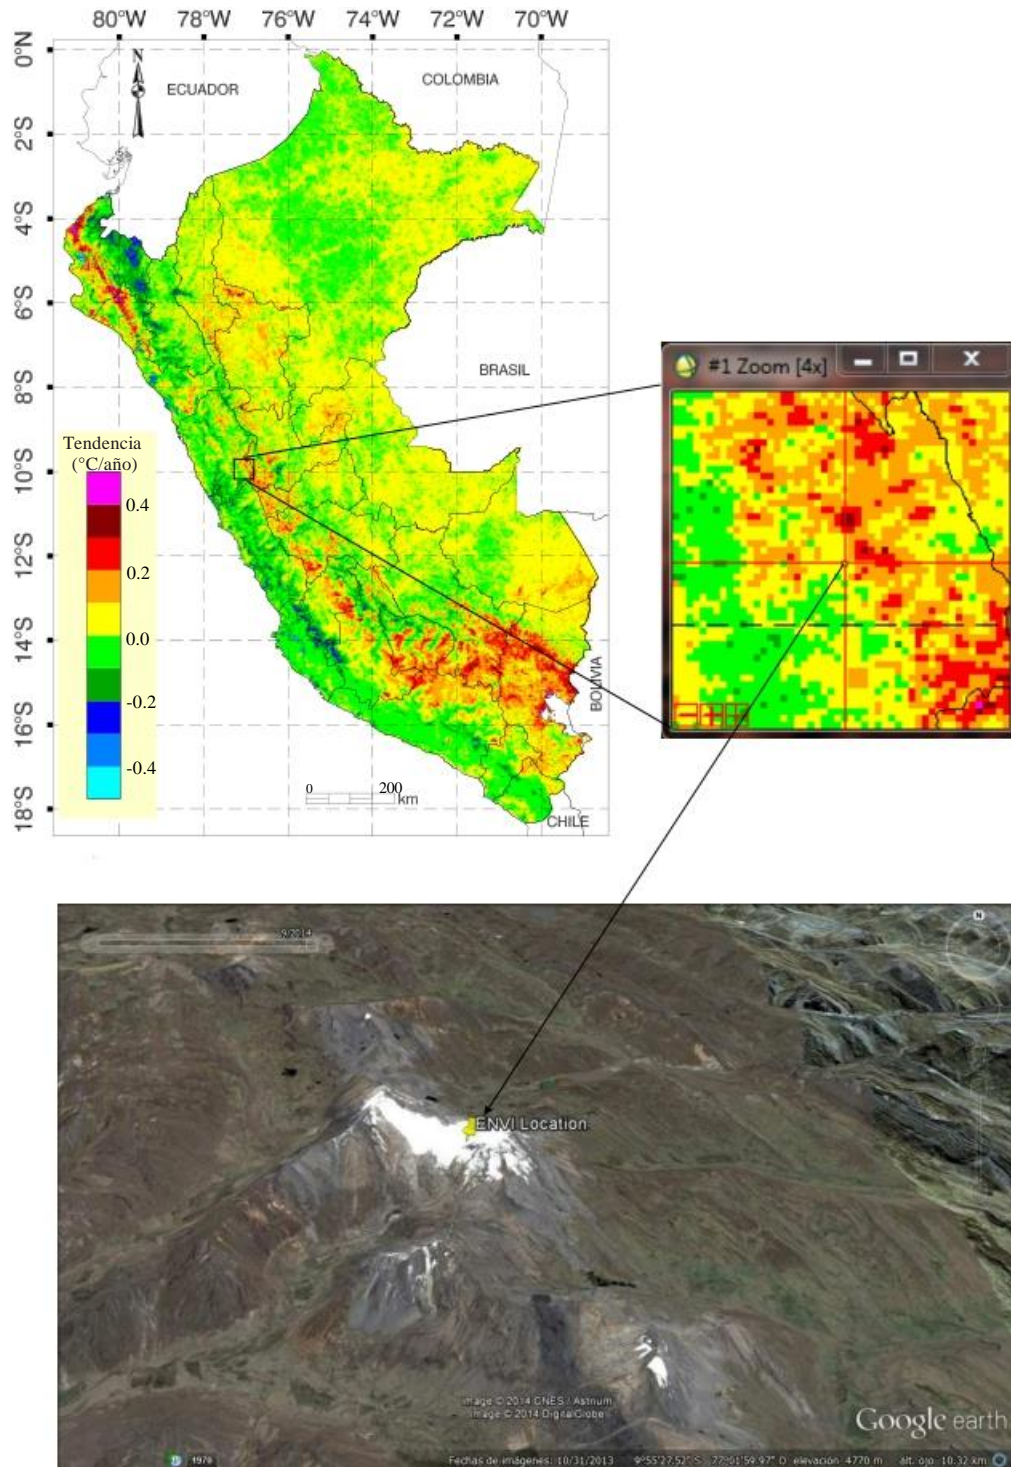 80°W 78°W 76°W 74°W 72°W 70°W
0°N
2°S
4°S
6°S
8°S
10°S
12°S
14°S
16°S
18°S
N
ECUADOR
COLOMBIA
BRASIL
BOLIVIA
CHILE
Tendencia
(°C/año)
0.4
0.2
0.0
-0.2
-0.4
0 200
km
#1 Zoom [4x]
9/2014
N
ENVI Location
Image © 2014 CNES / Astrium
Image © 2014 DigitalGlobe
Google earth
1970
Fechas de imágenes: 10/31/2013 9°55'27.52" S 77°01'59.97" O elevación 4770 m alt. ojo 10.32 km